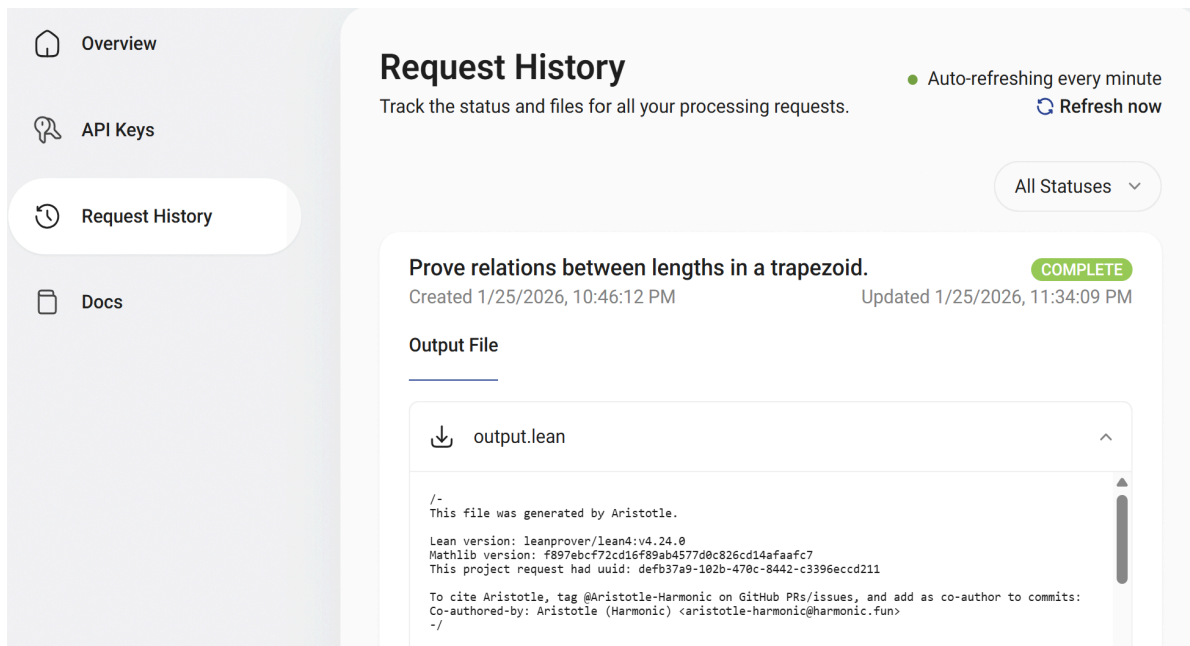 Overview
API Keys
Request History
Docs
Request History
Track the status and files for all your processing requests.
Auto-refreshing every minute
Refresh now
All Statuses
Prove relations between lengths in a trapezoid.
COMPLETE
Created 1/25/2026, 10:46:12 PM
Updated 1/25/2026, 11:34:09 PM
Output File
output.lean
/-
This file was generated by Aristotle.
Lean version: leanprover/lean4:v4.24.0
Mathlib version: f897ebcf72cd16f89ab4577d0c826cd14afaafc7
This project request had uuid: defb37a9-102b-470c-8442-c3396eccd211
To cite Aristotle, tag @Aristotle-Harmonic on GitHub PRs/issues, and add as co-author to commits:
Co-authored-by: Aristotle (Harmonic) <aristotle-harmonic@harmonic.fun>
-/